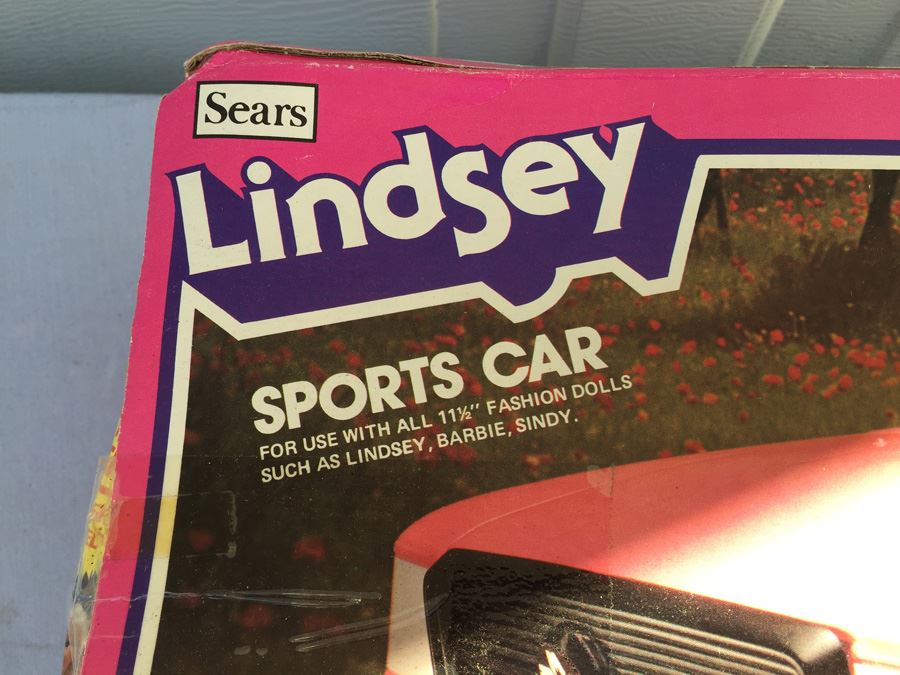 Sears
Lindsey
SPORTS CAR
FOR USE WITH ALL 11½" FASHION DOLLS
SUCH AS LINDSEY, BARBIE, SINDY.